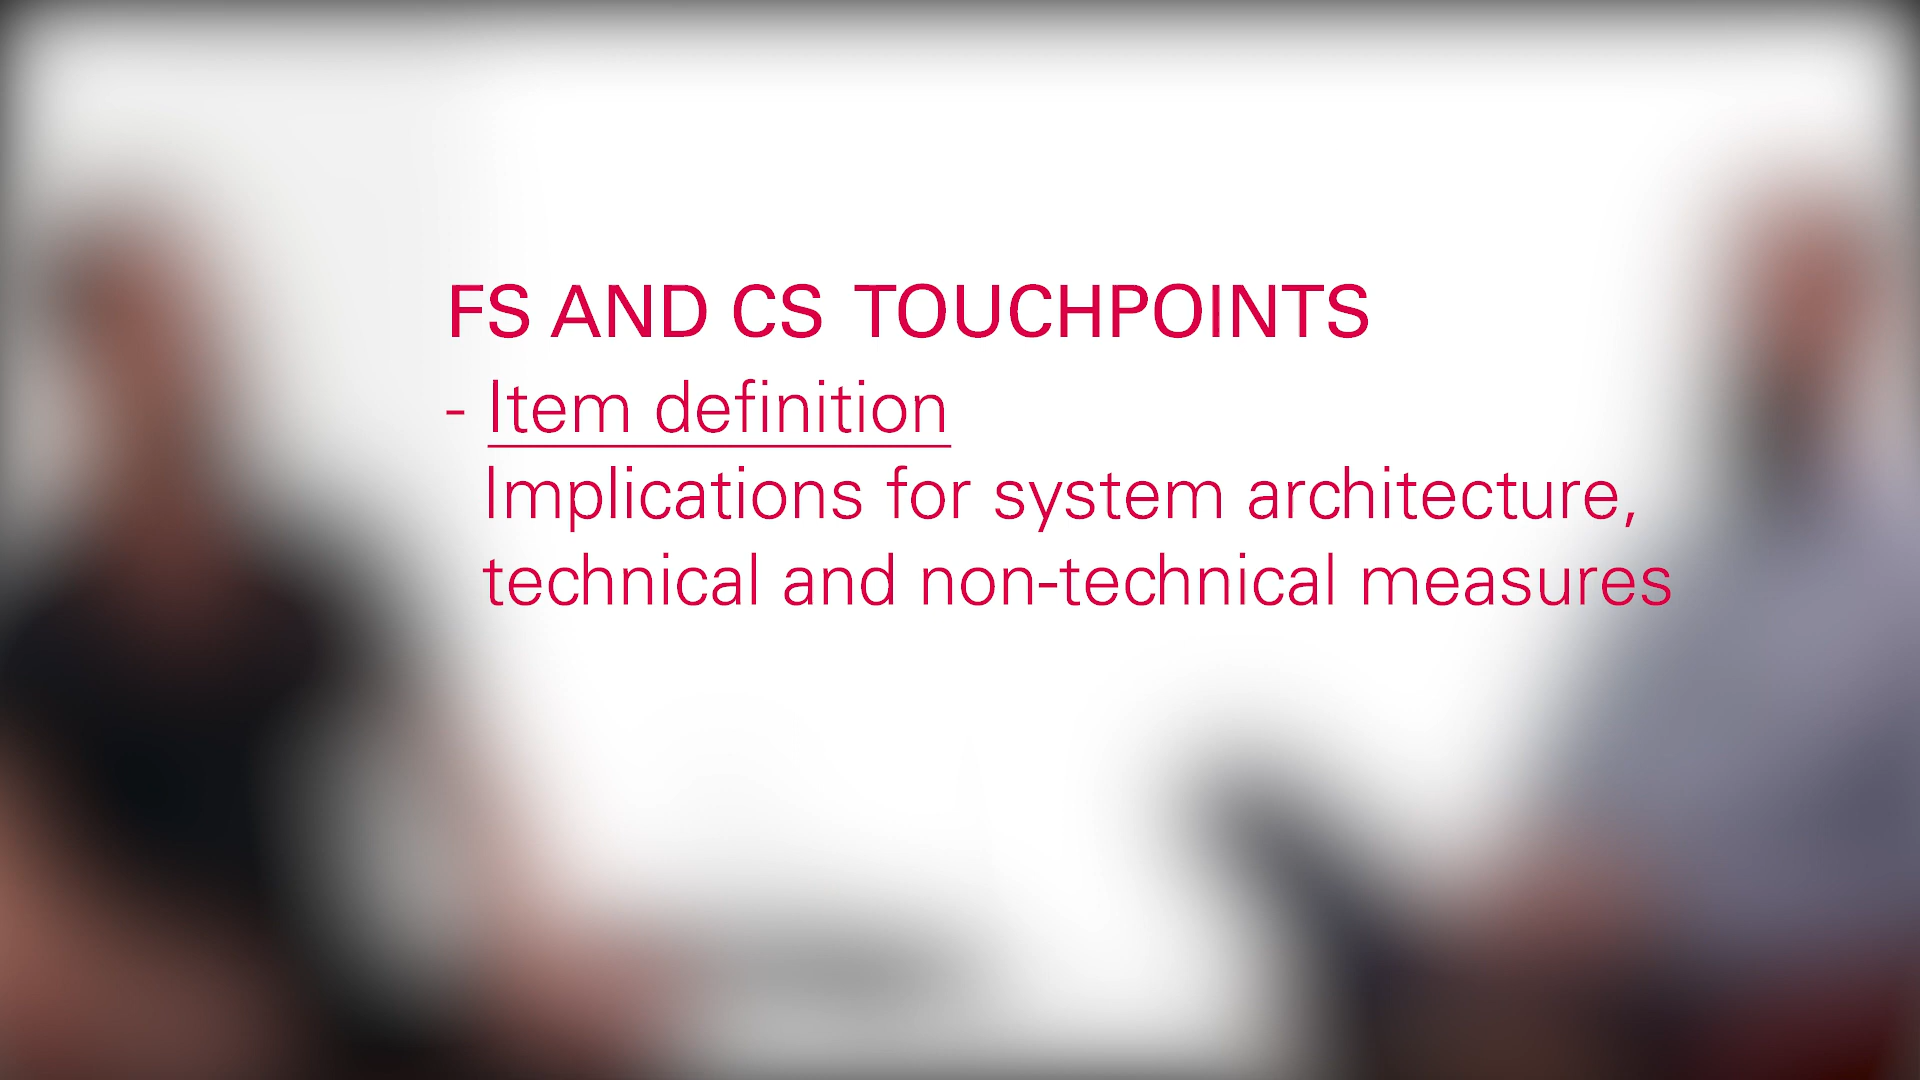 FS AND CS TOUCHPOINTS
- Item definition
Implications for system architecture,
technical and non-technical measures